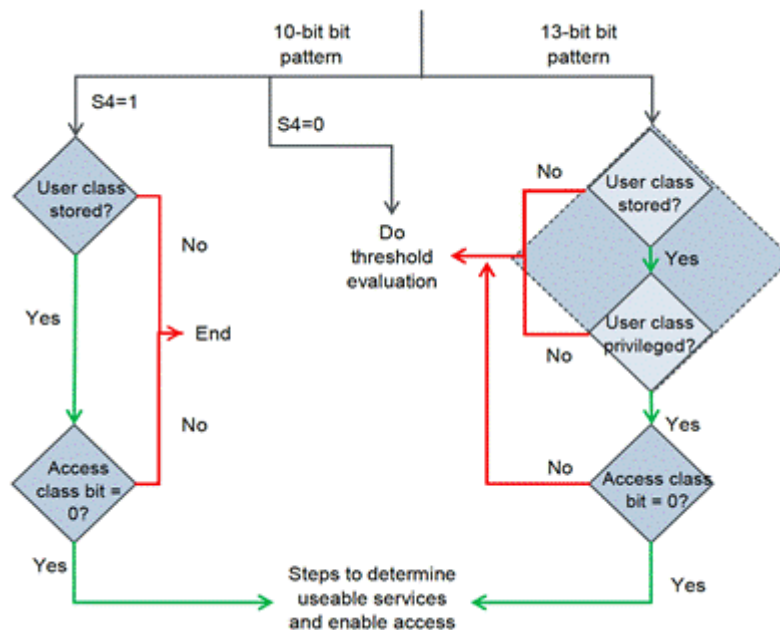 10-bit bit
pattern
13-bit bit
pattern
S4=1
S4=0
User class
stored?
No
Yes
End
No
Access
class bit =
0?
Yes
Do
threshold
evaluation
No
User class
stored?
Yes
User class
privileged?
No
Yes
No
Access class
bit = 0?
Yes
Steps to determine
useable services
and enable access